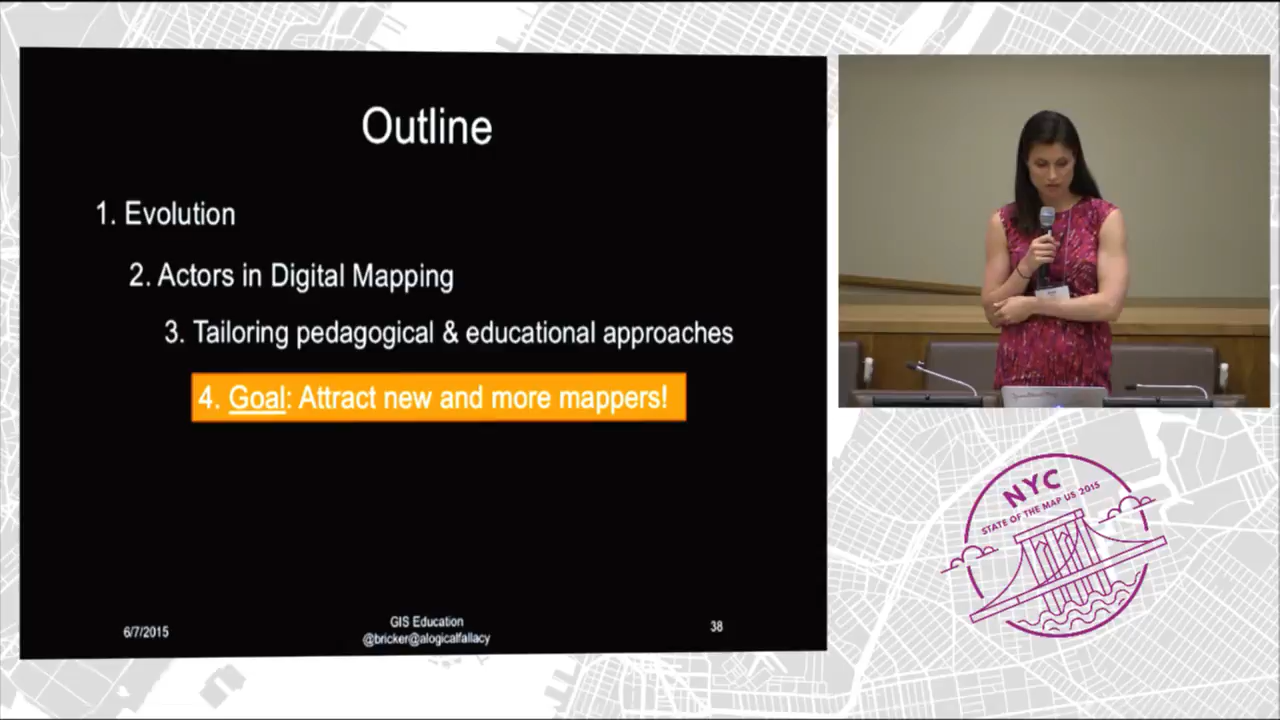 Outline
1. Evolution
2. Actors in Digital Mapping
3. Tailoring pedagogical & educational approaches
4. Goal: Attract new and more mappers!
6/7/2015
GIS Education
@bricker@alogicalfallacy
38
NYC
STATE OF THE MAP US 2015